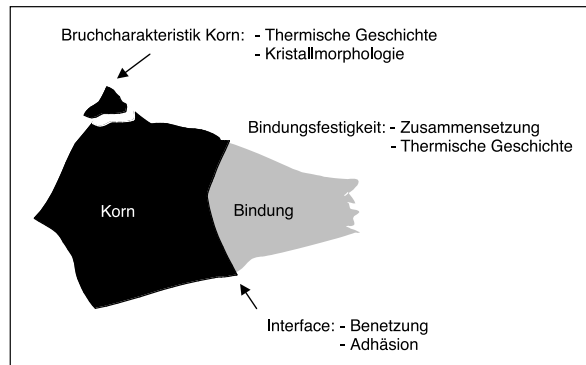 Bruchcharakteristik Korn: - Thermische Geschichte
- Kristallmorphologie
Bindungsfestigkeit: - Zusammensetzung
- Thermische Geschichte
Korn
Bindung
Interface: - Benetzung
- Adhäsion